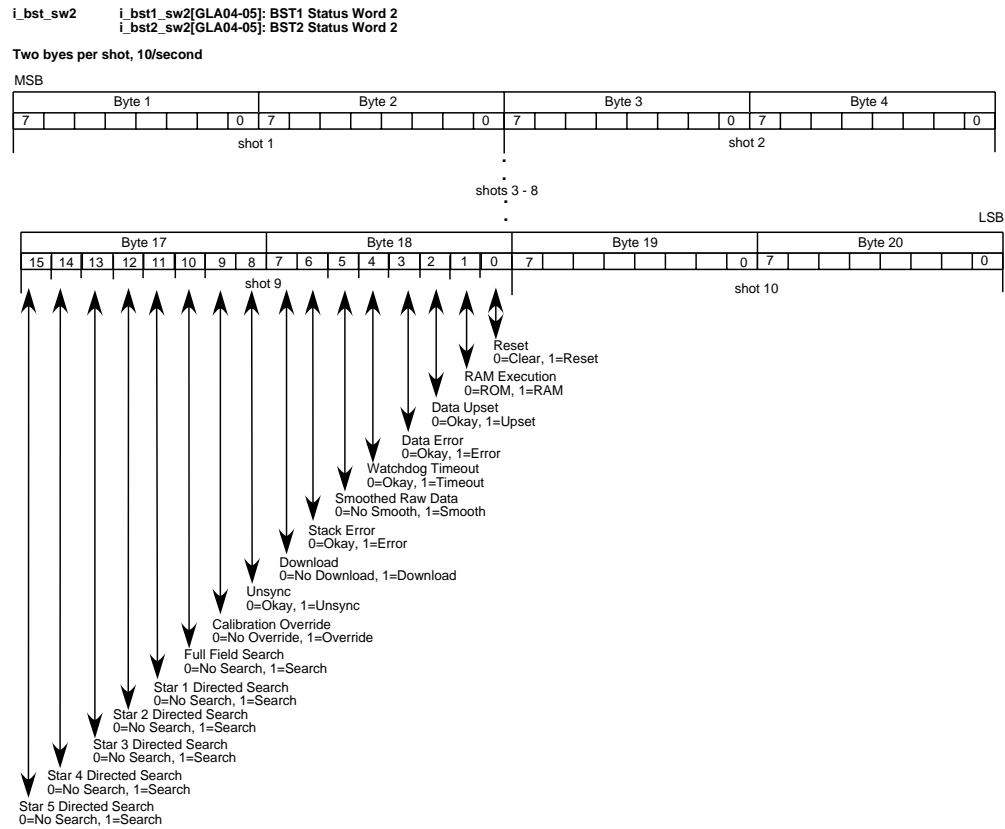 i_bst_sw2 i_bst1_sw2[GLA04-05]: BST1 Status Word 2
i_bst2_sw2[GLA04-05]: BST2 Status Word 2
Two byes per shot, 10/second
MSB
Byte 1 Byte 2 Byte 3 Byte 4
7 0 7 0 7 0 7 0
shot 1 shot 2
shots 3 - 8
LSB
Byte 17 Byte 18 Byte 19 Byte 20
15 14 13 12 11 10 9 8 7 6 5 4 3 2 1 0 7 0 7 0
shot 9 shot 10
Reset
0=Clear, 1=Reset
RAM Execution
0=ROM, 1=RAM
Data Upset
0=Okay, 1=Upset
Data Error
0=Okay, 1=Error
Watchdog Timeout
0=Okay, 1=Timeout
Smoothed Raw Data
0=No Smooth, 1=Smooth
Stack Error
0=Okay, 1=Error
Download
0=No Download, 1=Download
Unsync
0=Okay, 1=Unsync
Calibration Override
0=No Override, 1=Override
Full Field Search
0=No Search, 1=Search
Star 1 Directed Search
0=No Search, 1=Search
Star 2 Directed Search
0=No Search, 1=Search
Star 3 Directed Search
0=No Search, 1=Search
Star 4 Directed Search
0=No Search, 1=Search
Star 5 Directed Search
0=No Search, 1=Search